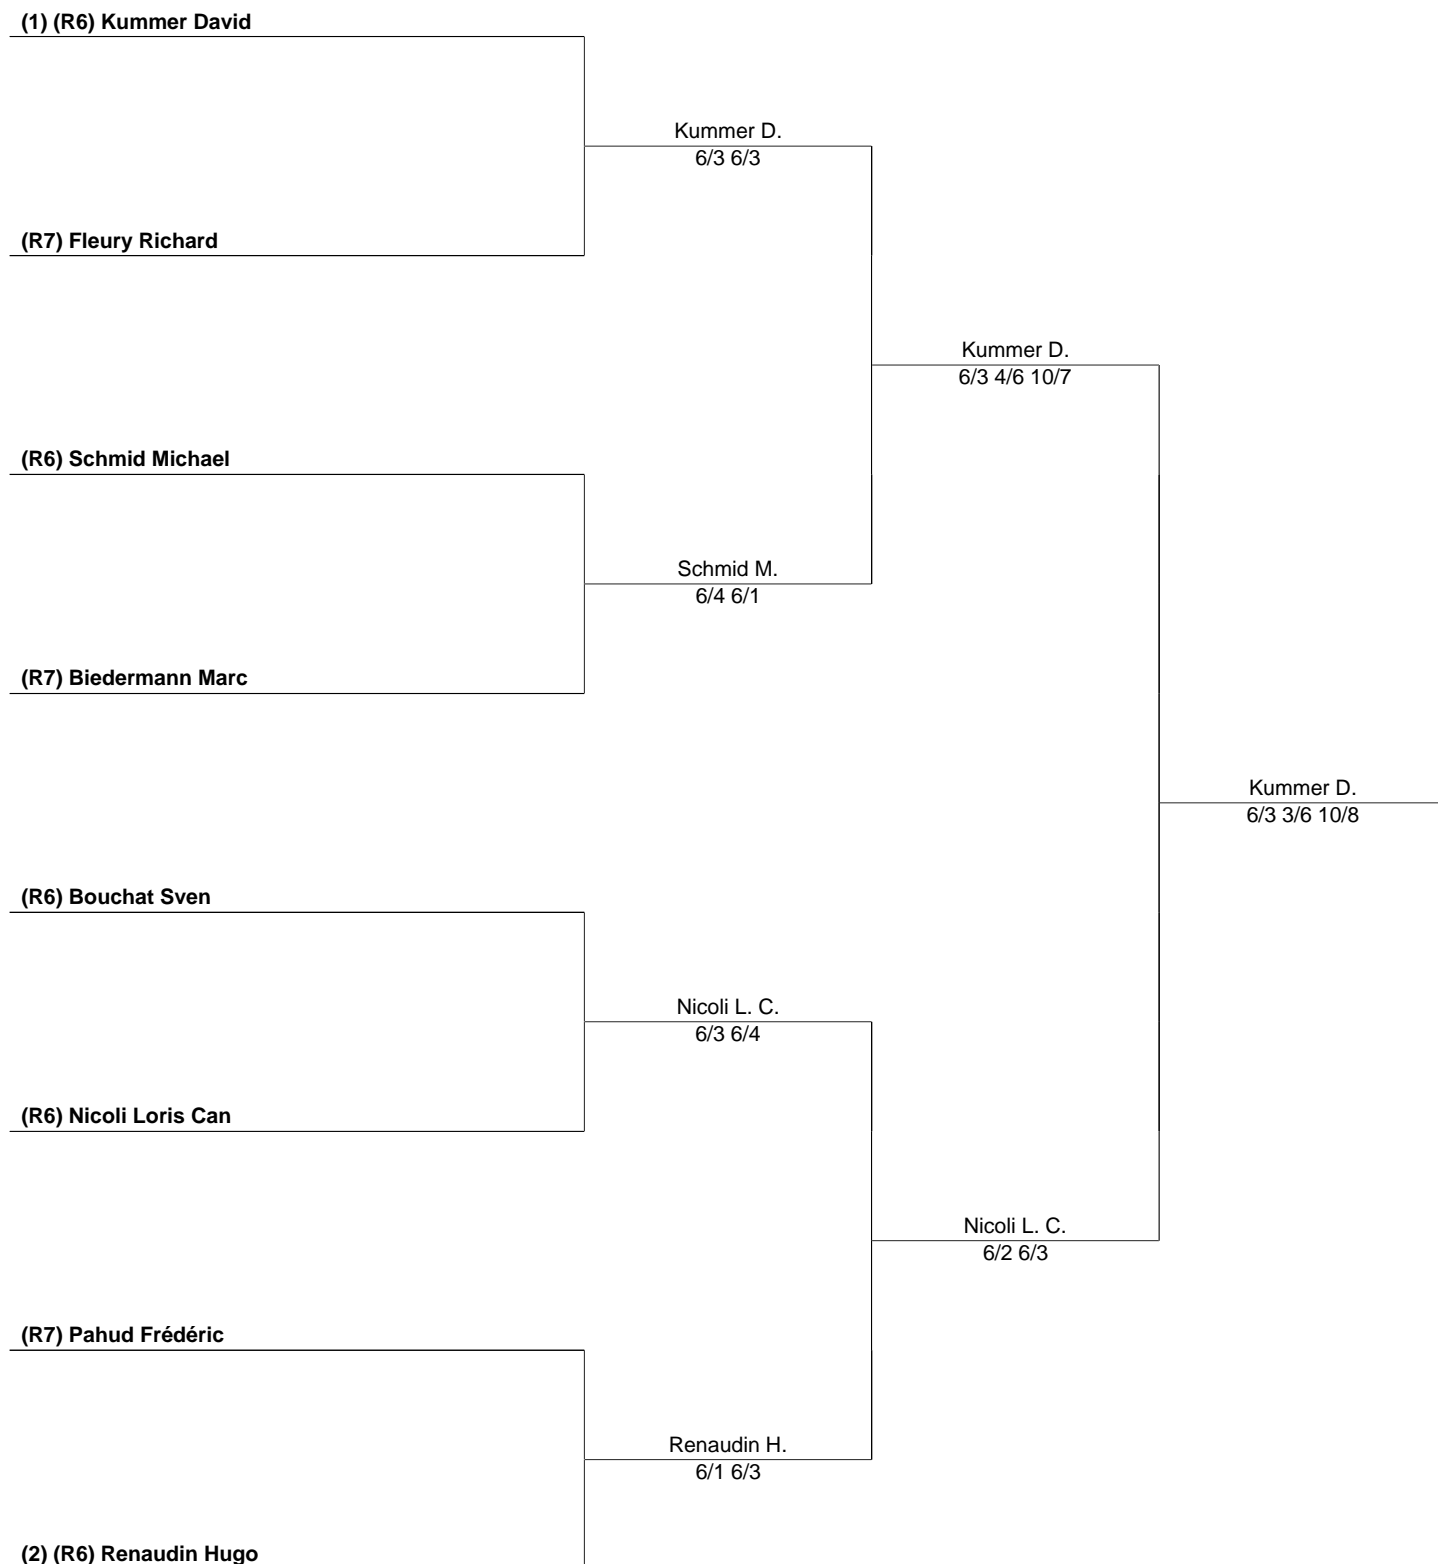 (1) (R6) Kummer David
Kummer D.
6/3 6/3
(R7) Fleury Richard
Kummer D.
6/3 4/6 10/7
(R6) Schmid Michael
Schmid M.
6/4 6/1
(R7) Biedermann Marc
Kummer D.
6/3 3/6 10/8
(R6) Bouchat Sven
Nicoli L. C.
6/3 6/4
(R6) Nicoli Loris Can
Nicoli L. C.
6/2 6/3
(R7) Pahud Frédéric
Renaudin H.
6/1 6/3
(2) (R6) Renaudin Hugo